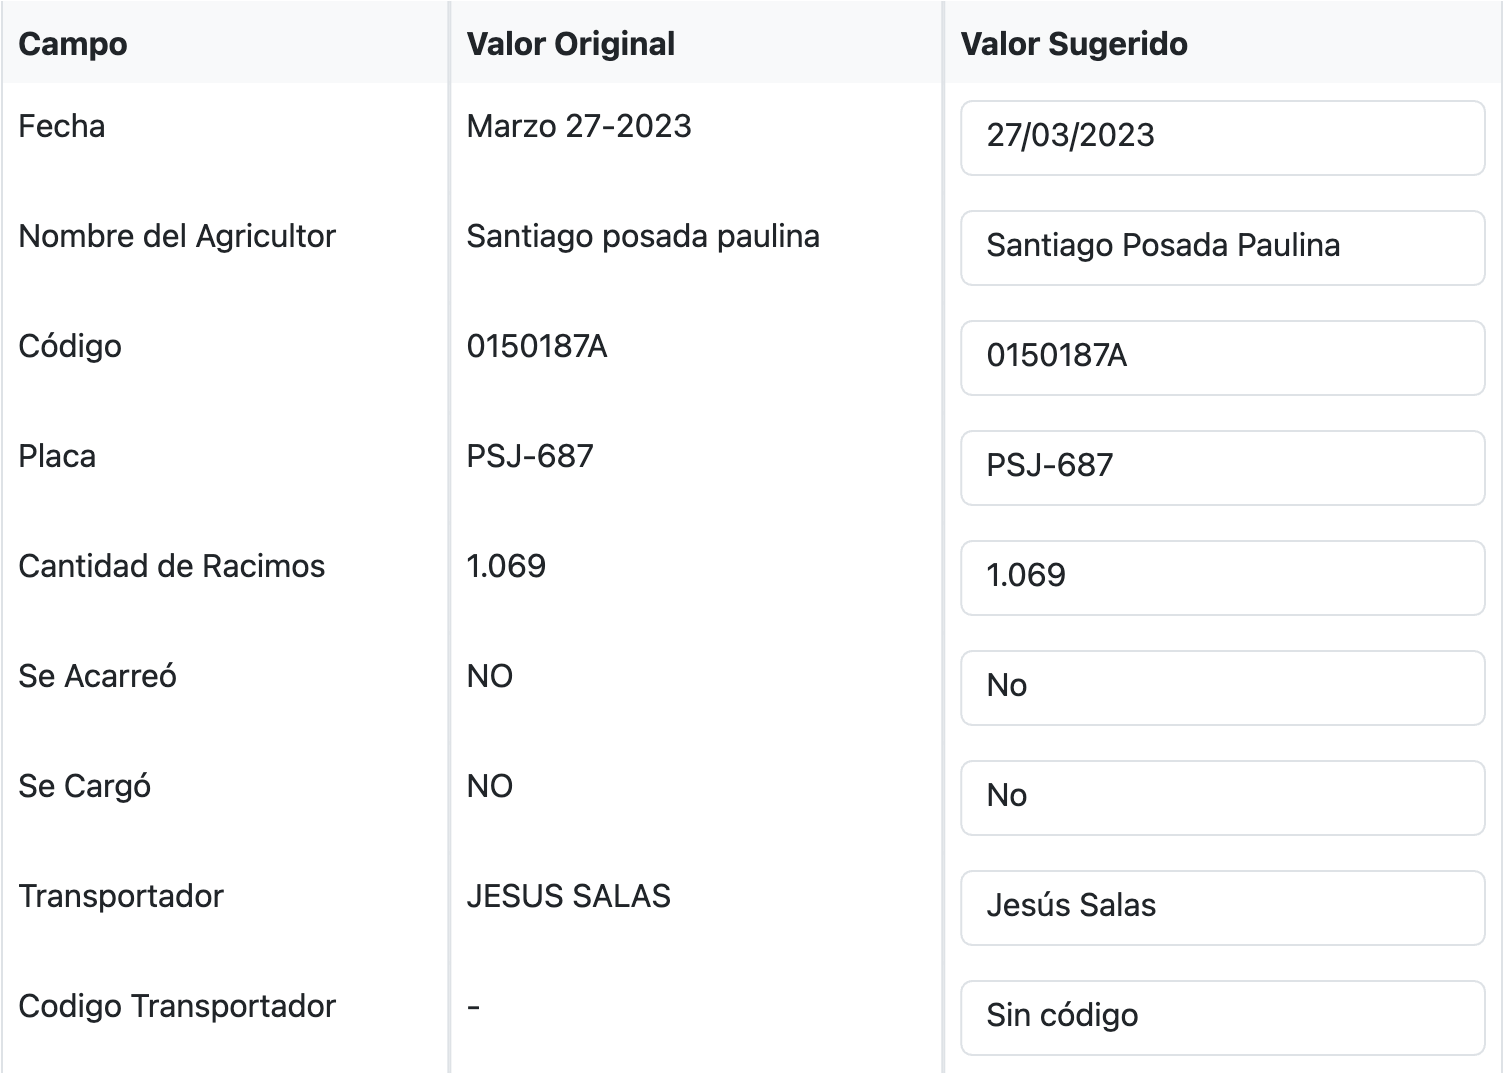 Campo Valor Original Valor Sugerido
Fecha Marzo 27-2023 27/03/2023
Nombre del Agricultor Santiago posada paulina Santiago Posada Paulina
Código 0150187A 0150187A
Placa PSJ-687 PSJ-687
Cantidad de Racimos 1.069 1.069
Se Acarreó NO No
Se Cargó NO No
Transportador JESUS SALAS Jesús Salas
Codigo Transportador - Sin código